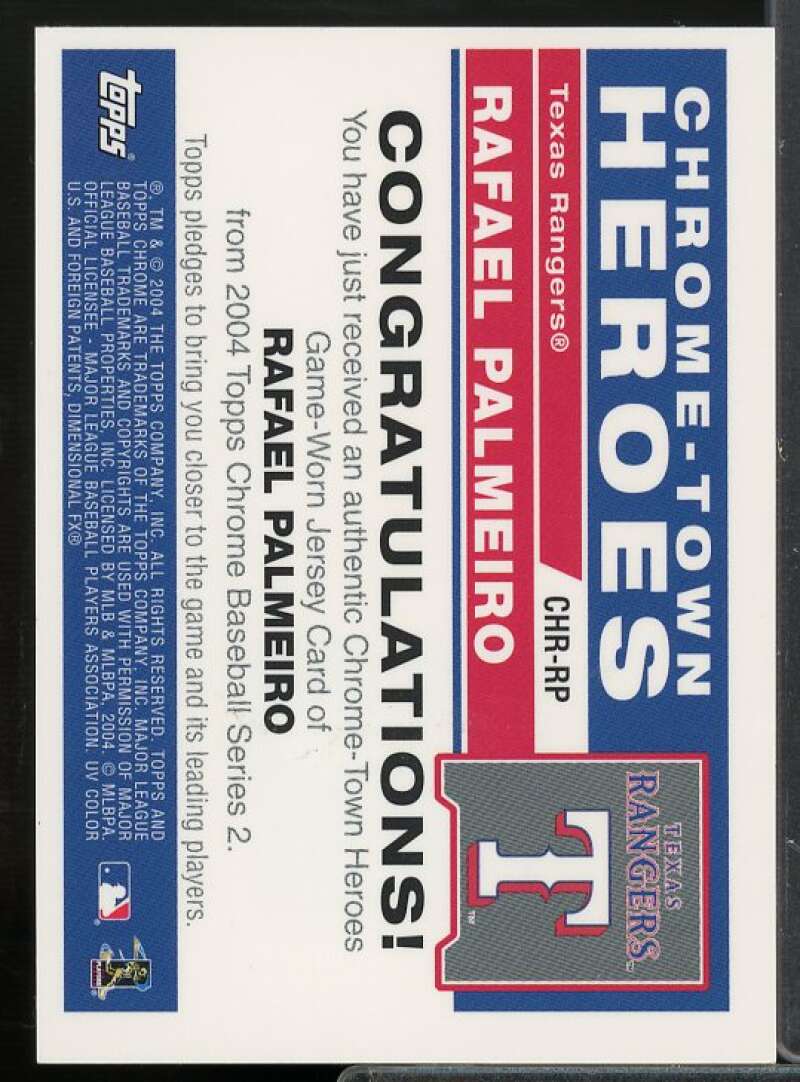 CHROME-TOWN
HEROES
Texas Rangers®
CHR-RP
RAFAEL PALMEIRO
TEXAS
RANGERS™
T™
CONGRATULATIONS!
You have just received an authentic Chrome-Town Heroes
Game-Worn Jersey Card of
RAFAEL PALMEIRO
from 2004 Topps Chrome Baseball Series 2.
Topps pledges to bring you closer to the game and its leading players.
topps®
®, TM & © 2004 THE TOPPS COMPANY, INC. ALL RIGHTS RESERVED. TOPPS AND
TOPPS CHROME ARE TRADEMARKS OF THE TOPPS COMPANY, INC. MAJOR LEAGUE
BASEBALL TRADEMARKS AND COPYRIGHTS ARE USED WITH PERMISSION OF MAJOR
LEAGUE BASEBALL PROPERTIES, INC. LICENSED BY MLB & MLBPA, 2004. © MLBPA.
OFFICIAL LICENSEE - MAJOR LEAGUE BASEBALL PLAYERS ASSOCIATION. UV COLOR
U.S. AND FOREIGN PATENTS, DIMENSIONAL FX®